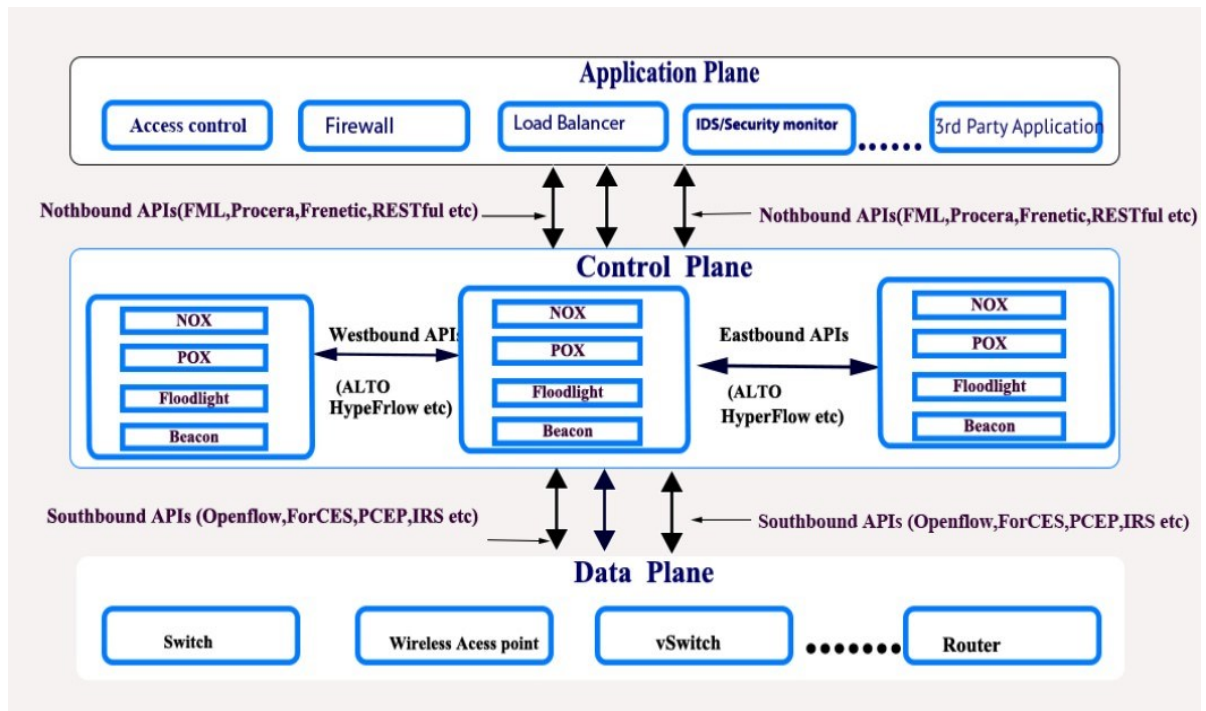 Application Plane
Access control
Firewall
Load Balancer
IDS/Security monitor
3rd Party Application
Nothbound APIs(FML,Procera,Frenetic,RESTful etc)
Nothbound APIs(FML,Procera,Frenetic,RESTful etc)
Control Plane
NOX
POX
Floodlight
Beacon
Westbound APIs
(ALTO
HypeFrlow etc)
NOX
POX
Floodlight
Beacon
Eastbound APIs
(ALTO
HyperFlow etc)
NOX
POX
Floodlight
Beacon
Southbound APIs (Openflow,ForCES,PCEP,IRS etc)
Southbound APIs (Openflow,ForCES,PCEP,IRS etc)
Data Plane
Switch
Wireless Acess point
vSwitch
Router